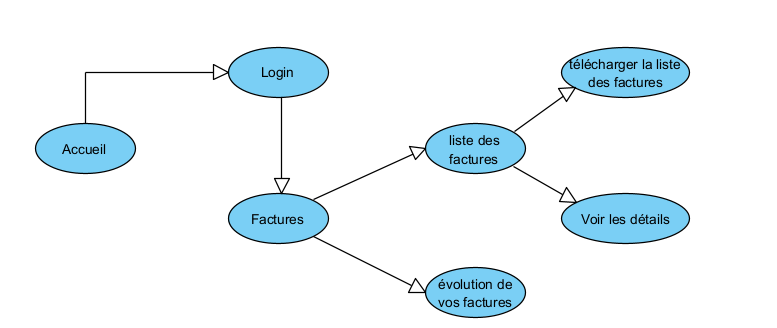 Login
télécharger la liste
des factures
Accueil
liste des
factures
Factures
Voir les détails
évolution de
vos factures